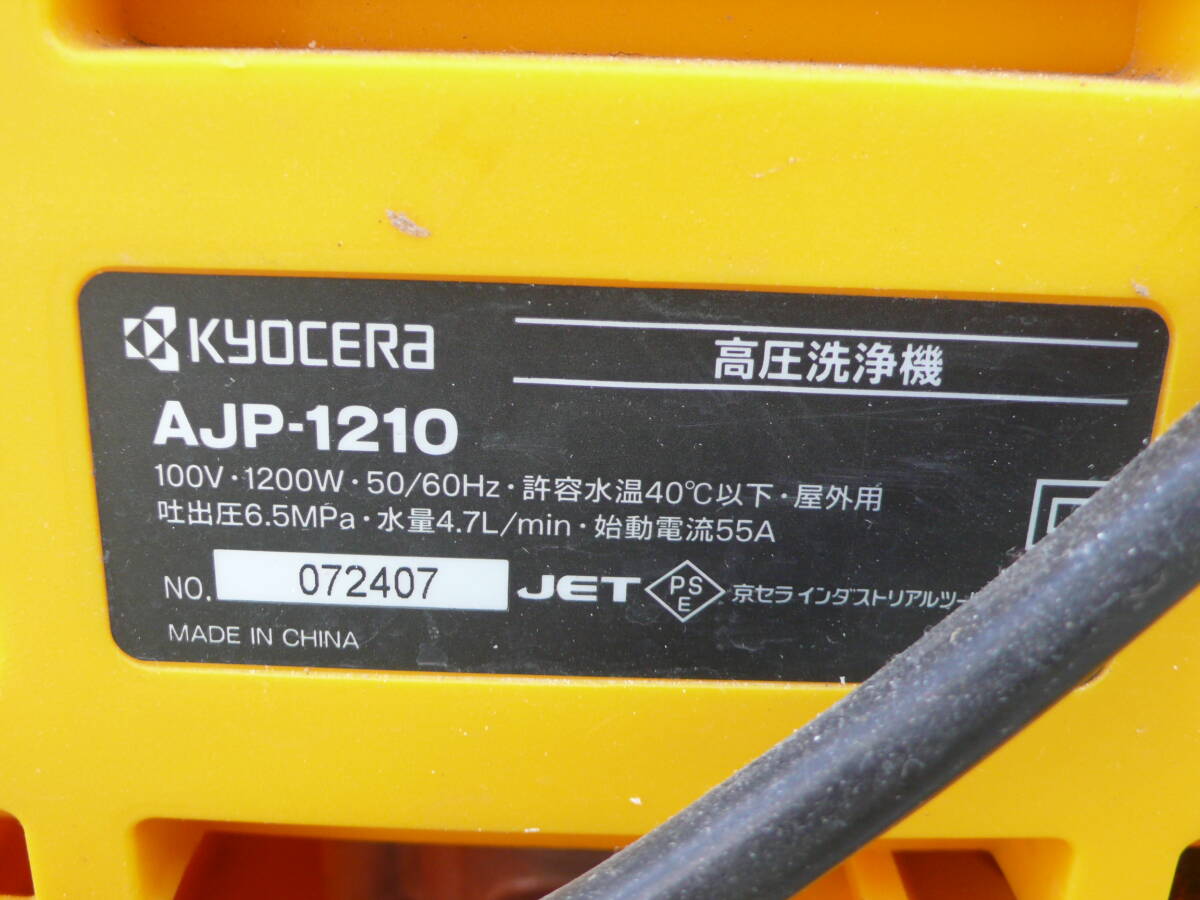 KYOCERA
高圧洗浄機
AJP-1210
100V・1200W・50/60Hz・許容水温40℃以下・屋外用
吐出圧6.5MPa・水量4.7L/min・始動電流55A
NO. 072407 JET PSE 京セラインダストリアルツー
MADE IN CHINA